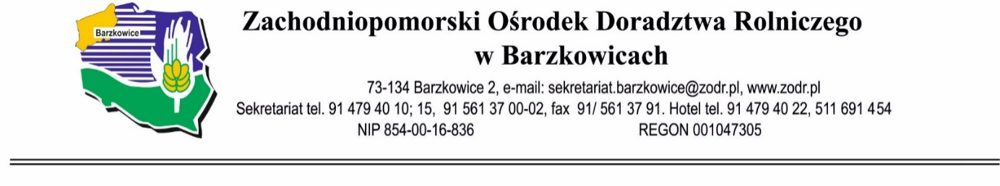 Barzkowice
Zachodniopomorski Ośrodek Doradztwa Rolniczego
w Barzkowicach
73-134 Barzkowice 2, e-mail: sekretariat.barzkowice@zodr.pl, www.zodr.pl
Sekretariat tel. 91 479 40 10; 15, 91 561 37 00-02, fax 91/ 561 37 91. Hotel tel. 91 479 40 22, 511 691 454
NIP 854-00-16-836 REGON 001047305